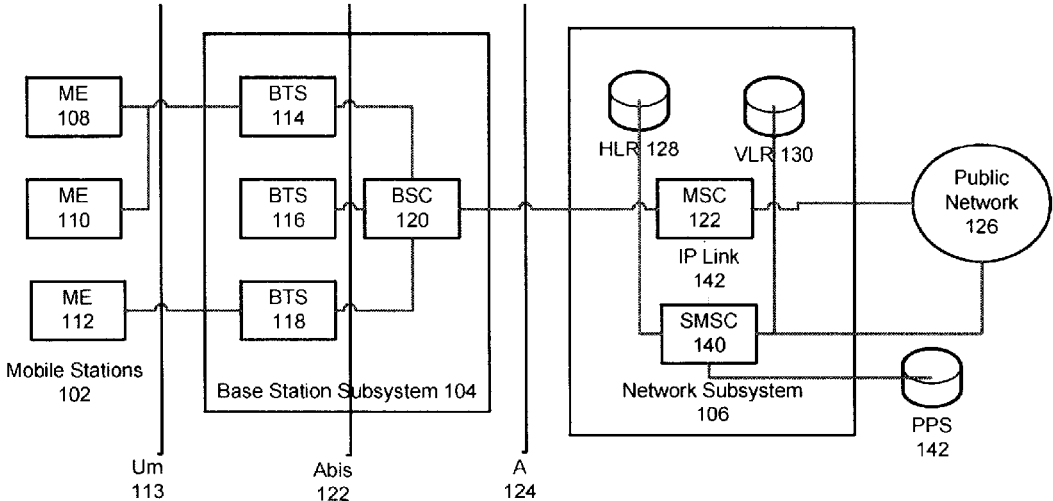 ME
108
ME
110
ME
112
Mobile Stations
102
BTS
114
BTS
116
BTS
118
BSC
120
Base Station Subsystem 104
HLR 128
VLR 130
MSC
122
IP Link
142
SMSC
140
Network Subsystem
106
Public
Network
126
PPS
142
Um
113
Abis
122
A
124